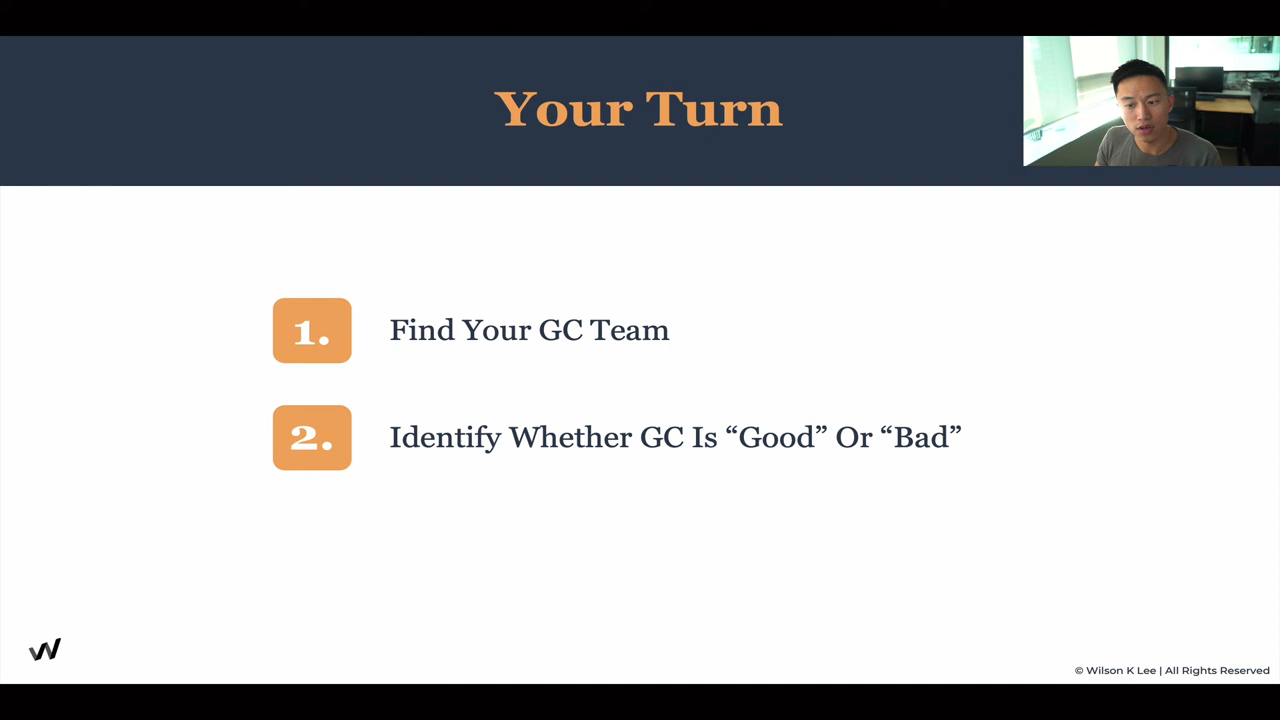 Your Turn
1.
Find Your GC Team
2.
Identify Whether GC Is “Good” Or “Bad”
W
© Wilson K Lee | All Rights Reserved